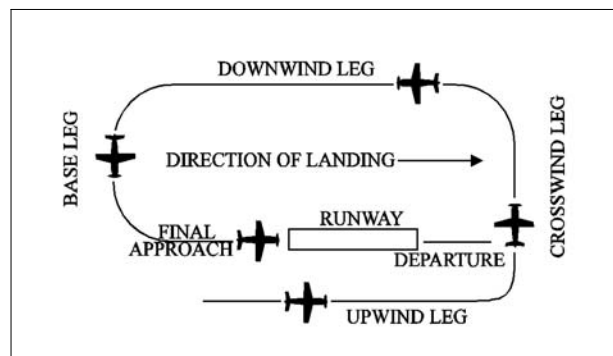 DOWNWIND LEG
BASE LEG
DIRECTION OF LANDING
CROSSWIND LEG
RUNWAY
FINAL
APPROACH
DEPARTURE
UPWIND LEG